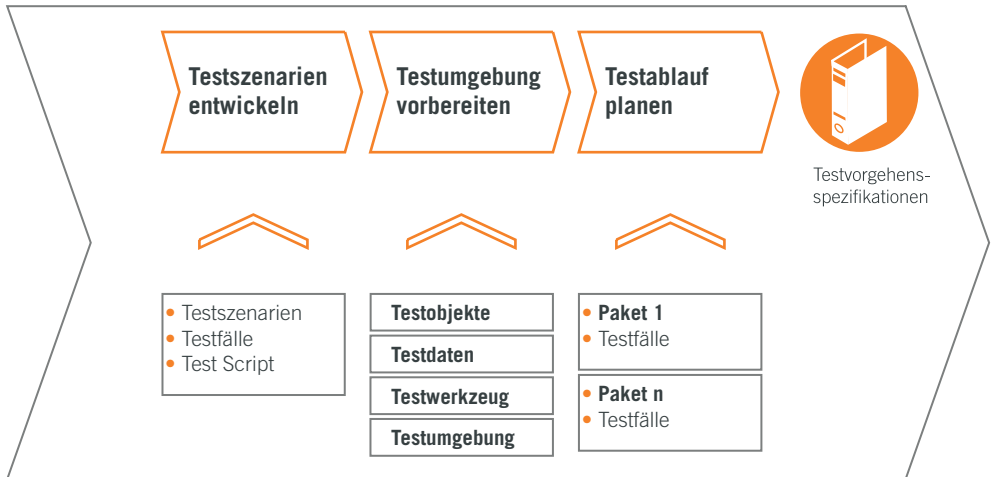 Testszenarien
entwickeln
Testumgebung
vorbereiten
Testablauf
planen
Testvorgehens-
spezifikationen
• Testszenarien
• Testfälle
• Test Script
Testobjekte
Testdaten
Testwerkzeug
Testumgebung
• Paket 1
• Testfälle
• Paket n
• Testfälle